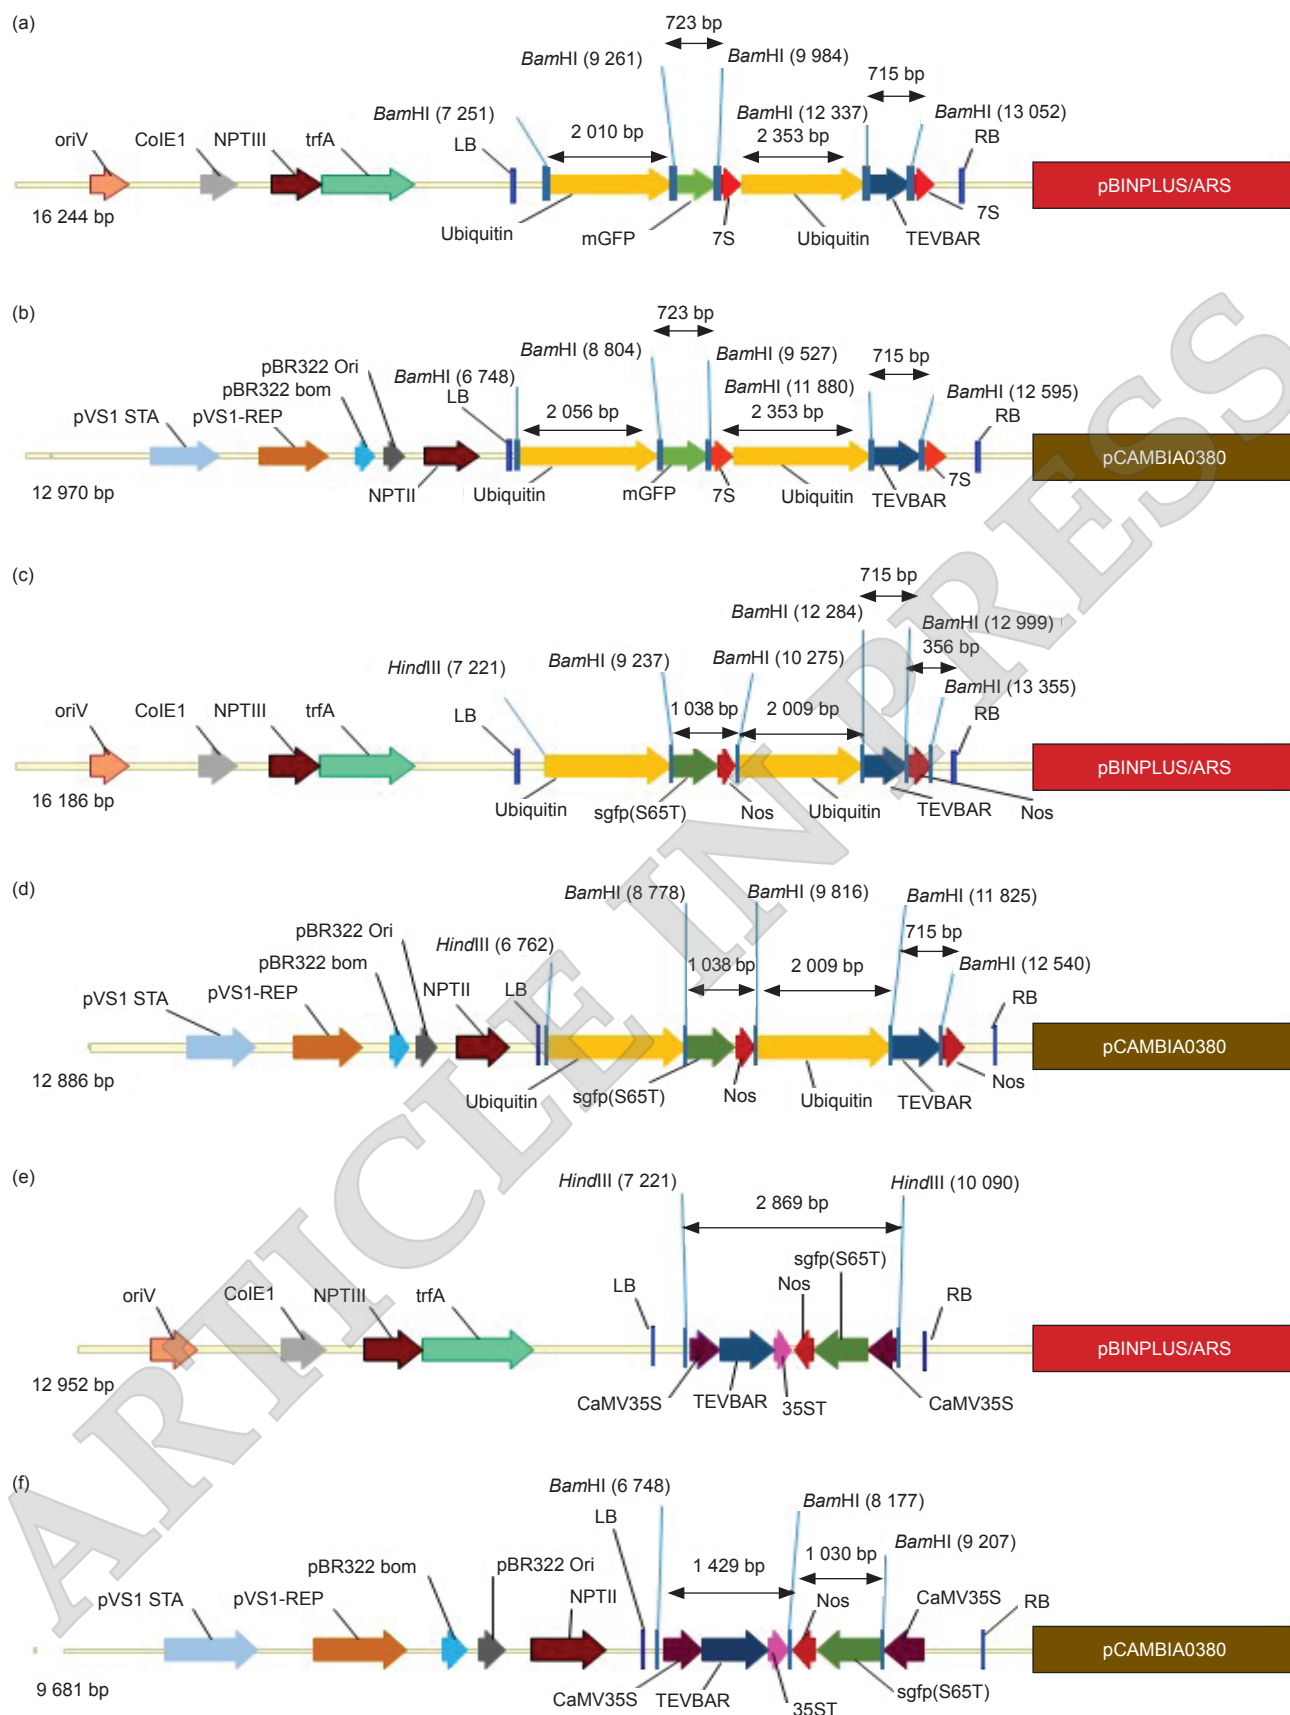 (a)
723 bp
BamHI (9 261)
BamHI (9 984)
715 bp
BamHI (7 251)
BamHI (12 337)
BamHI (13 052)
2 010 bp
2 353 bp
oriV
ColE1
NPTIII
trfA
LB
RB
pBINPLUS/ARS
16 244 bp
Ubiquitin
mGFP
7S
Ubiquitin
TEVBAR
7S
(b)
723 bp
BamHI (8 804)
BamHI (9 527)
715 bp
pBR322 Ori
pBR322 bom
BamHI (6 748)
BamHI (11 880)
BamHI (12 595)
LB
RB
pVS1 STA
pVS1-REP
2 056 bp
2 353 bp
pCAMBIA0380
12 970 bp
NPTII
Ubiquitin
mGFP
7S
Ubiquitin
TEVBAR
7S
(c)
715 bp
BamHI (12 284)
BamHI (12 999)
356 bp
HindIII (7 221)
BamHI (9 237)
BamHI (10 275)
BamHI (13 355)
oriV
ColE1
NPTIII
trfA
LB
1 038 bp
2 009 bp
RB
pBINPLUS/ARS
16 186 bp
Ubiquitin
sgfp(S65T)
Nos
Ubiquitin
TEVBAR
Nos
(d)
BamHI (8 778)
BamHI (9 816)
BamHI (11 825)
715 bp
pBR322 Ori
HindIII (6 762)
pBR322 bom
1 038 bp
2 009 bp
BamHI (12 540)
pVS1 STA
pVS1-REP
NPTII
LB
RB
pCAMBIA0380
12 886 bp
Ubiquitin
sgfp(S65T)
Nos
Ubiquitin
TEVBAR
Nos
(e)
HindIII (7 221)
HindIII (10 090)
2 869 bp
sgfp(S65T)
Nos
oriV
ColE1
NPTIII
trfA
LB
RB
pBINPLUS/ARS
12 952 bp
CaMV35S
TEVBAR
35ST
CaMV35S
(f)
BamHI (6 748)
BamHI (8 177)
LB
BamHI (9 207)
pBR322 bom
pBR322 Ori
1 429 bp
1 030 bp
pVS1 STA
pVS1-REP
NPTII
Nos
CaMV35S
RB
pCAMBIA0380
9 681 bp
CaMV35S
TEVBAR
35ST
sgfp(S65T)
ARTICLE IN PRESS